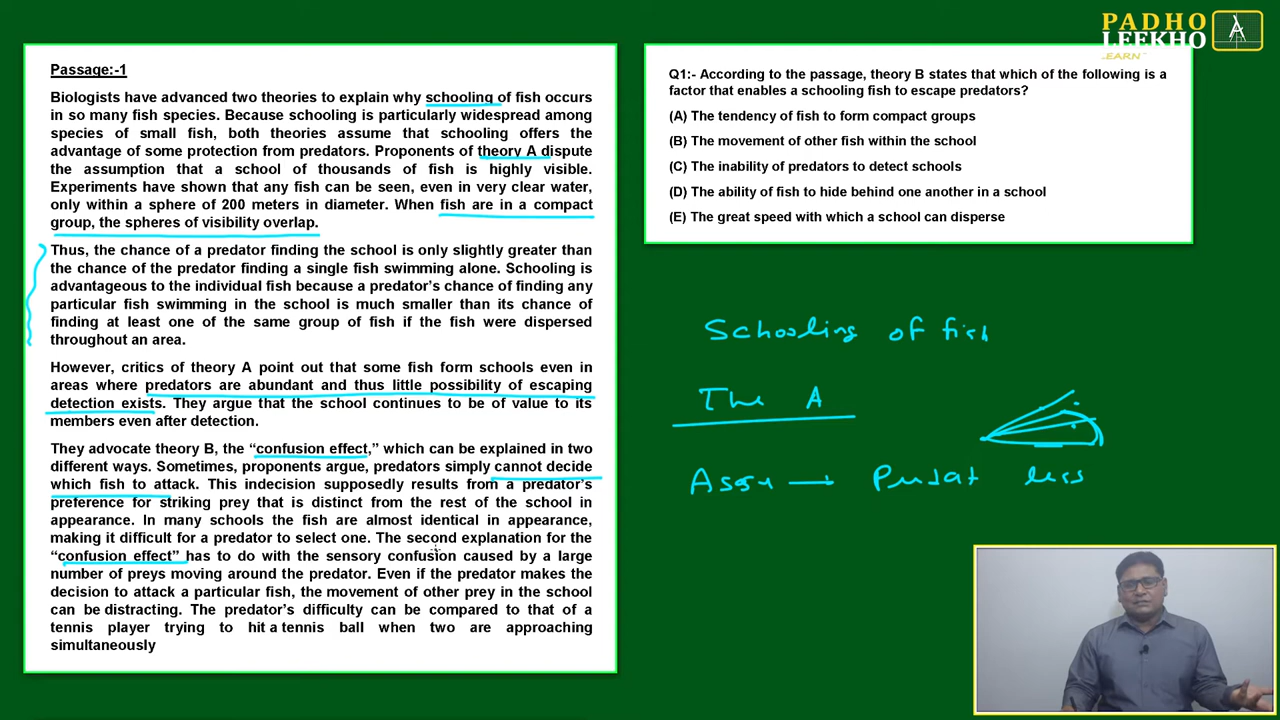 PADHO
LEEKHO
LEARN
Passage:-1
Biologists have advanced two theories to explain why schooling of fish occurs
in so many fish species. Because schooling is particularly widespread among
species of small fish, both theories assume that schooling offers the
advantage of some protection from predators. Proponents of theory A dispute
the assumption that a school of thousands of fish is highly visible.
Experiments have shown that any fish can be seen, even in very clear water,
only within a sphere of 200 meters in diameter. When fish are in a compact
group, the spheres of visibility overlap.
Thus, the chance of a predator finding the school is only slightly greater than
the chance of the predator finding a single fish swimming alone. Schooling is
advantageous to the individual fish because a predator's chance of finding any
particular fish swimming in the school is much smaller than its chance of
finding at least one of the same group of fish if the fish were dispersed
throughout an area.
However, critics of theory A point out that some fish form schools even in
areas where predators are abundant and thus little possibility of escaping
detection exists. They argue that the school continues to be of value to its
members even after detection.
They advocate theory B, the “confusion effect,” which can be explained in two
different ways. Sometimes, proponents argue, predators simply cannot decide
which fish to attack. This indecision supposedly results from a predator's
preference for striking prey that is distinct from the rest of the school in
appearance. In many schools the fish are almost identical in appearance,
making it difficult for a predator to select one. The second explanation for the
“confusion effect” has to do with the sensory confusion caused by a large
number of preys moving around the predator. Even if the predator makes the
decision to attack a particular fish, the movement of other prey in the school
can be distracting. The predator's difficulty can be compared to that of a
tennis player trying to hit a tennis ball when two are approaching
simultaneously
Q1:- According to the passage, theory B states that which of the following is a
factor that enables a schooling fish to escape predators?
(A) The tendency of fish to form compact groups
(B) The movement of other fish within the school
(C) The inability of predators to detect schools
(D) The ability of fish to hide behind one another in a school
(E) The great speed with which a school can disperse
Schooling of fish
The A
Assu → less